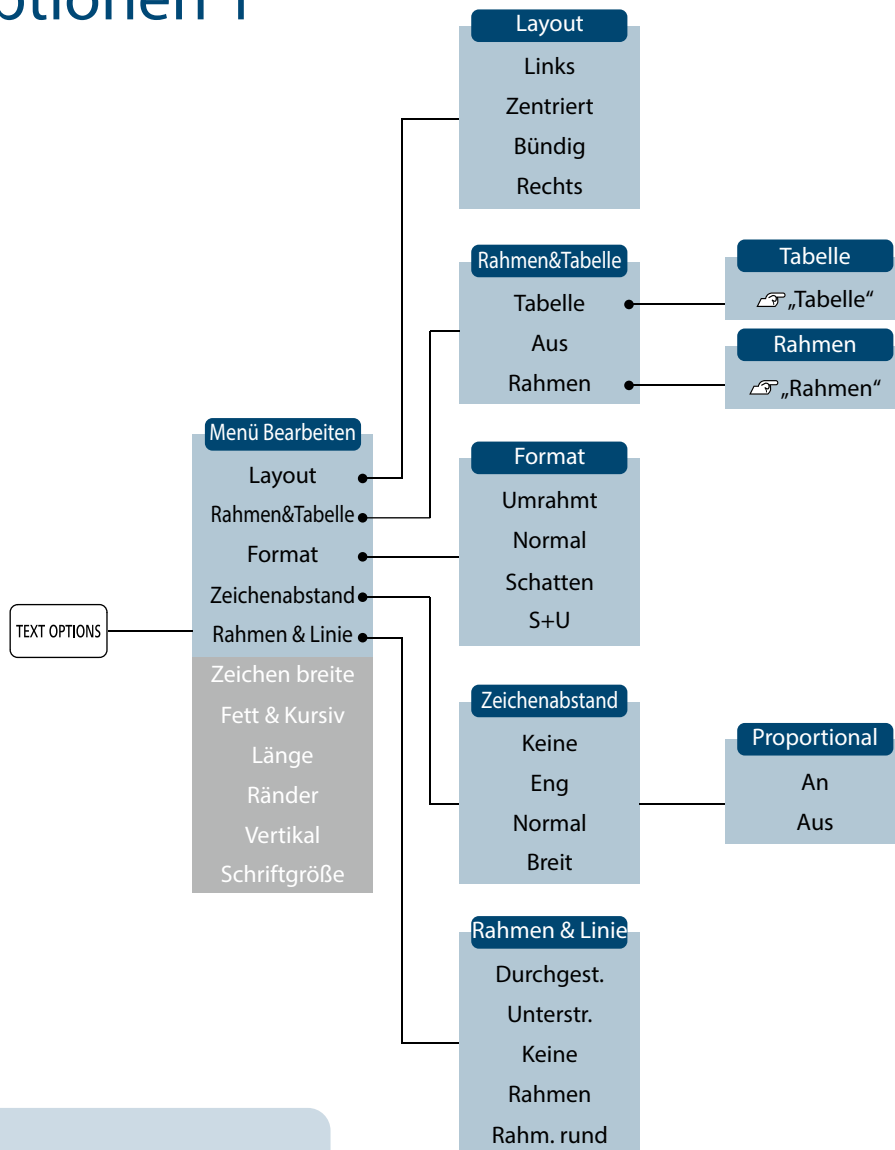 ptionen 1
Layout
Links
Zentriert
Bündig
Rechts
Rahmen&Tabelle
Tabelle
Aus
Rahmen
Tabelle
„Tabelle“
Rahmen
„Rahmen“
Menü Bearbeiten
Layout
Rahmen&Tabelle
Format
Zeichenabstand
Rahmen & Linie
Zeichen breite
Fett & Kursiv
Länge
Ränder
Vertikal
Schriftgröße
TEXT OPTIONS
Format
Umrahmt
Normal
Schatten
S+U
Zeichenabstand
Keine
Eng
Normal
Breit
Proportional
An
Aus
Rahmen & Linie
Durchgest.
Unterstr.
Keine
Rahmen
Rahm. rund